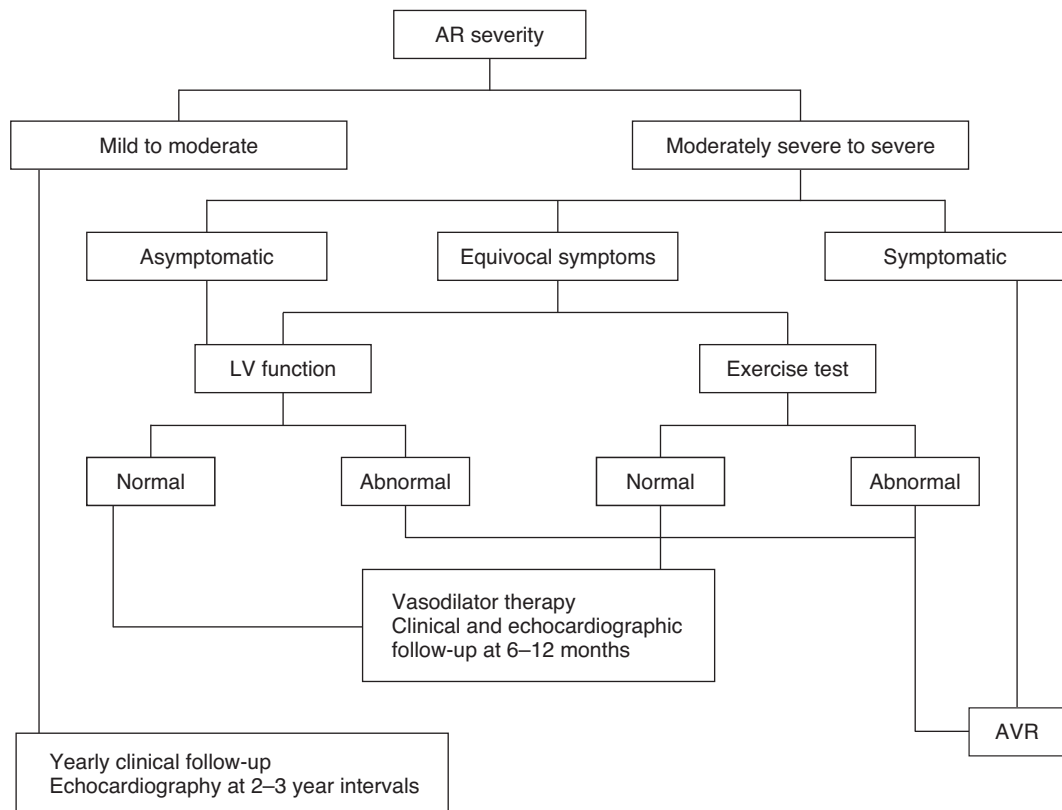 AR severity
Mild to moderate
Moderately severe to severe
Asymptomatic
Equivocal symptoms
Symptomatic
LV function
Exercise test
Normal
Abnormal
Normal
Abnormal
Vasodilator therapy
Clinical and echocardiographic
follow-up at 6–12 months
AVR
Yearly clinical follow-up
Echocardiography at 2–3 year intervals